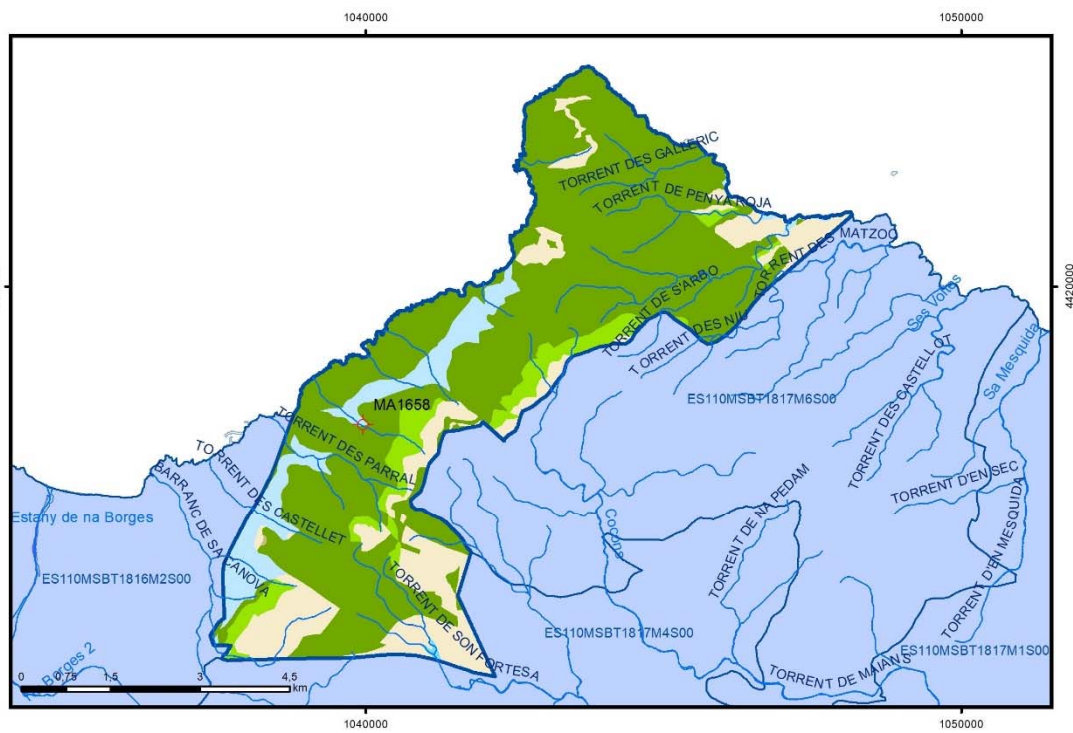 1040000
1050000
TORRENT DES GALLERIC
TORRENT DE PENYA ROJA
TORRENT DES MATZOC
4420000
4420000
TORRENT DE S'ARBO
TORRENT DES NIU
Ses Voltes
Sa Mesquida
MA1658
ES110MSBT1817M6S00
TORRENT DES CASTELLOT
TORRENT DES PARRAL
TORRENT DES CASTELLET
BARRANC DE SA CANOVA
TORRENT D'EN SEC
TORRENT DE NA PEDAM
TORRENT D'EN MESQUIDA
Estany de na Borges
Cocons
ES110MSBT1816M2S00
TORRENT DE SON FORTESA
ES110MSBT1817M4S00
ES110MSBT1817M1S00
Borges 2
TORRENT DE MAIANS
0 0,75 1,5 3 4,5
km
1040000
1050000